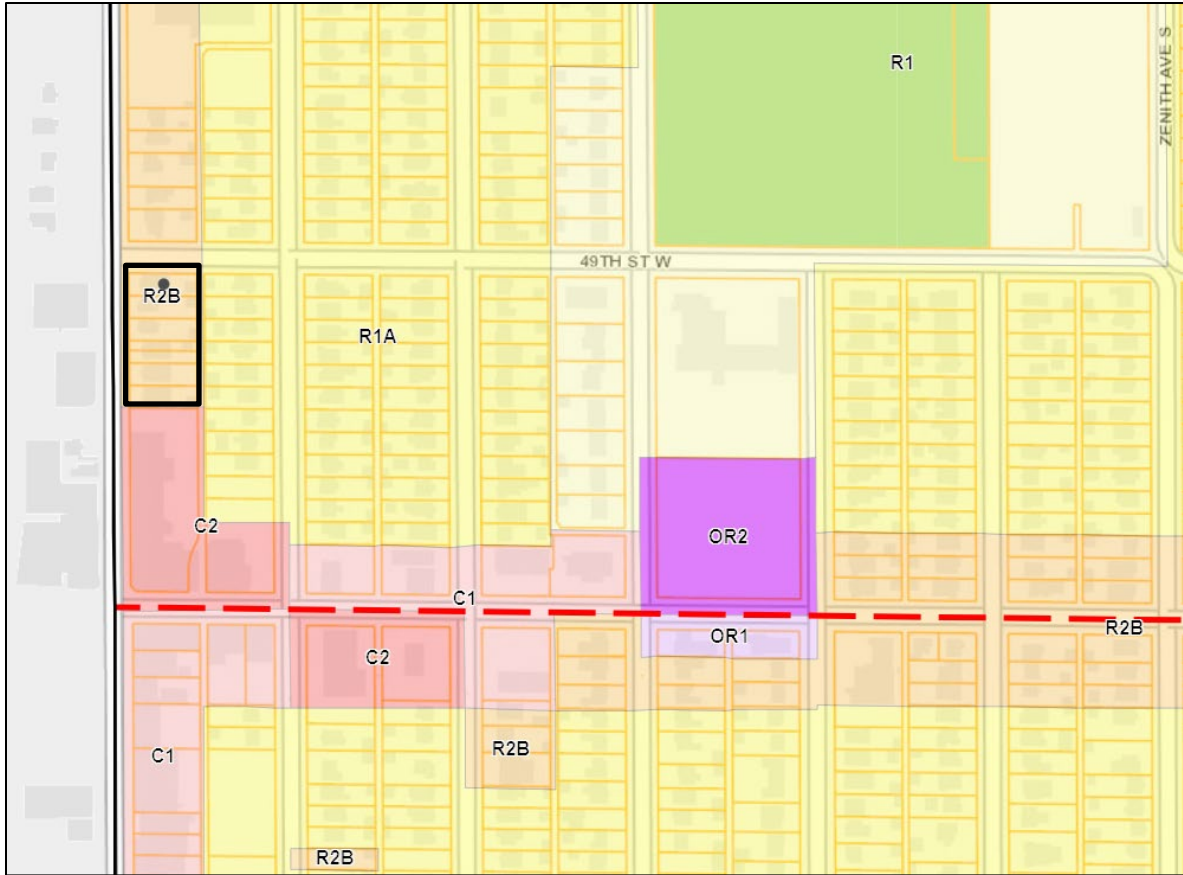 R1
ZENITH AVE S
49TH ST W
R2B
R1A
C2
OR2
C1
OR1
R2B
C2
R2B
C1
R2B